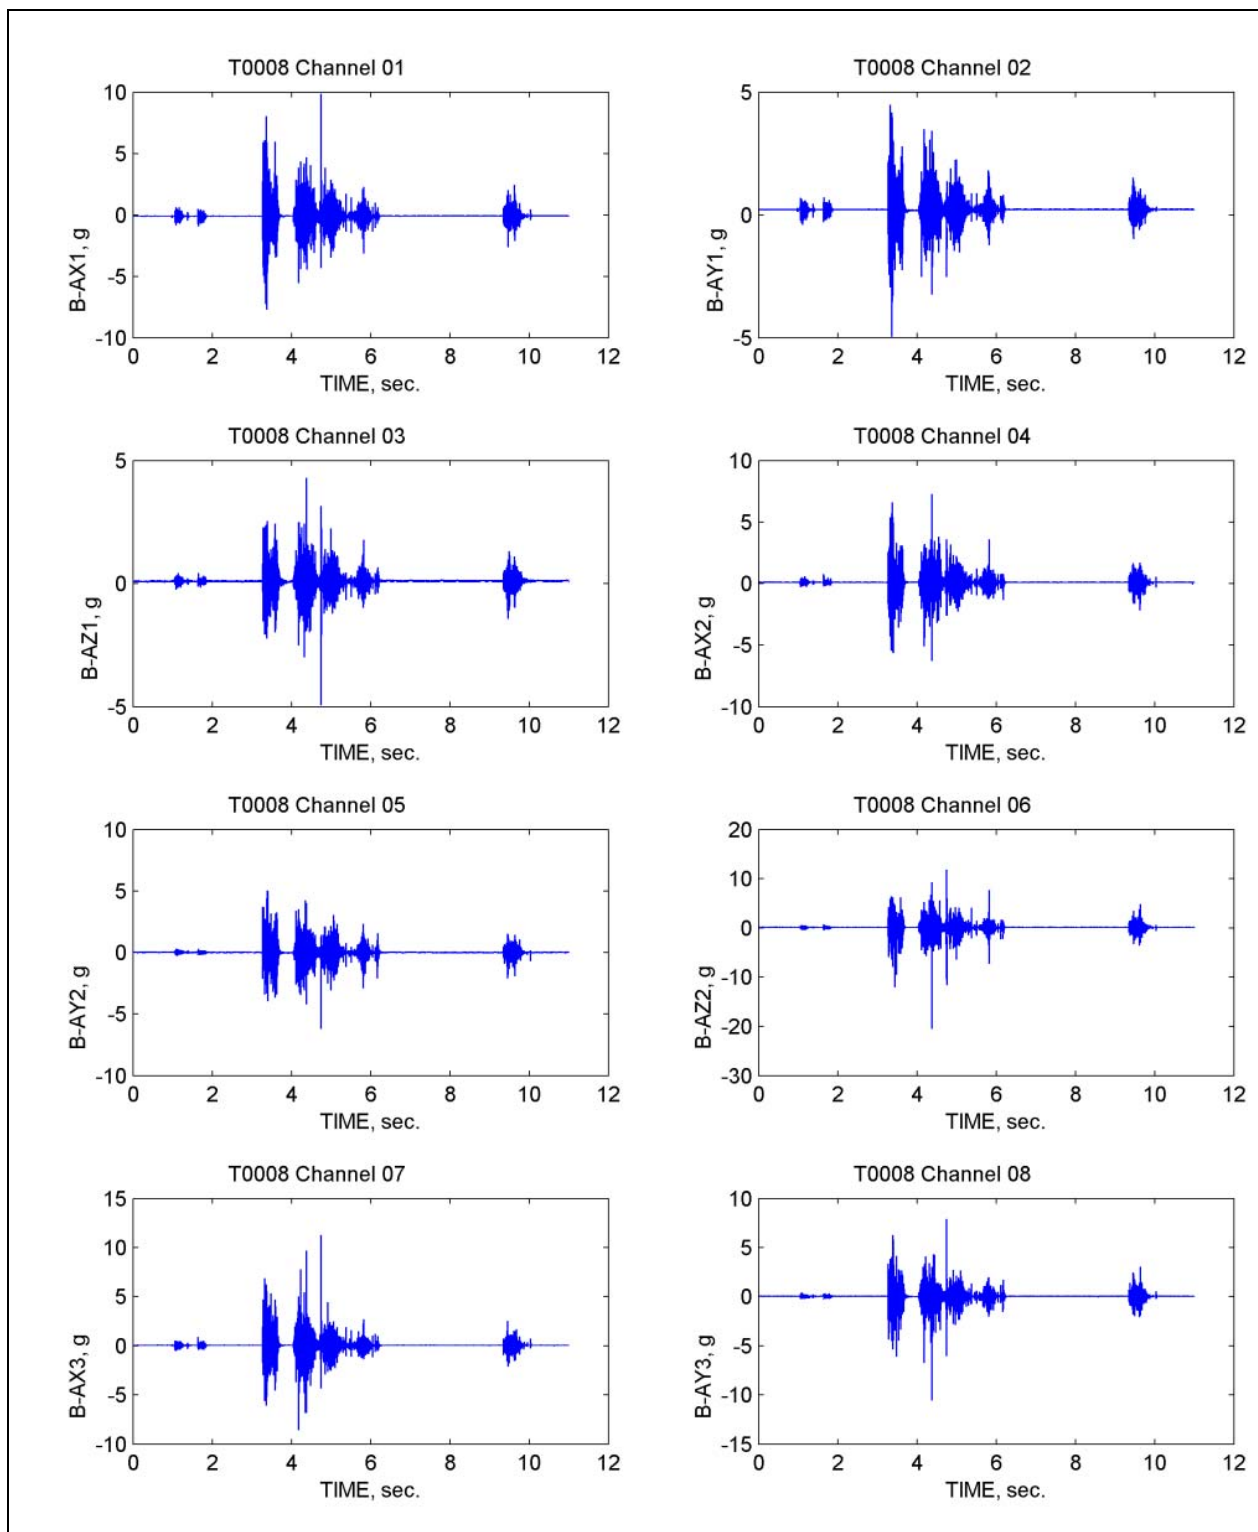 T0008 Channel 01
10
5
0
-5
-10
B-AX1, g
0 2 4 6 8 10 12
TIME, sec.
T0008 Channel 02
5
0
-5
B-AY1, g
0 2 4 6 8 10 12
TIME, sec.
T0008 Channel 03
5
0
-5
B-AZ1, g
0 2 4 6 8 10 12
TIME, sec.
T0008 Channel 04
10
5
0
-5
-10
B-AX2, g
0 2 4 6 8 10 12
TIME, sec.
T0008 Channel 05
10
5
0
-5
-10
B-AY2, g
0 2 4 6 8 10 12
TIME, sec.
T0008 Channel 06
20
10
0
-10
-20
-30
B-AZ2, g
0 2 4 6 8 10 12
TIME, sec.
T0008 Channel 07
15
10
5
0
-5
-10
B-AX3, g
0 2 4 6 8 10 12
TIME, sec.
T0008 Channel 08
10
5
0
-5
-10
-15
B-AY3, g
0 2 4 6 8 10 12
TIME, sec.